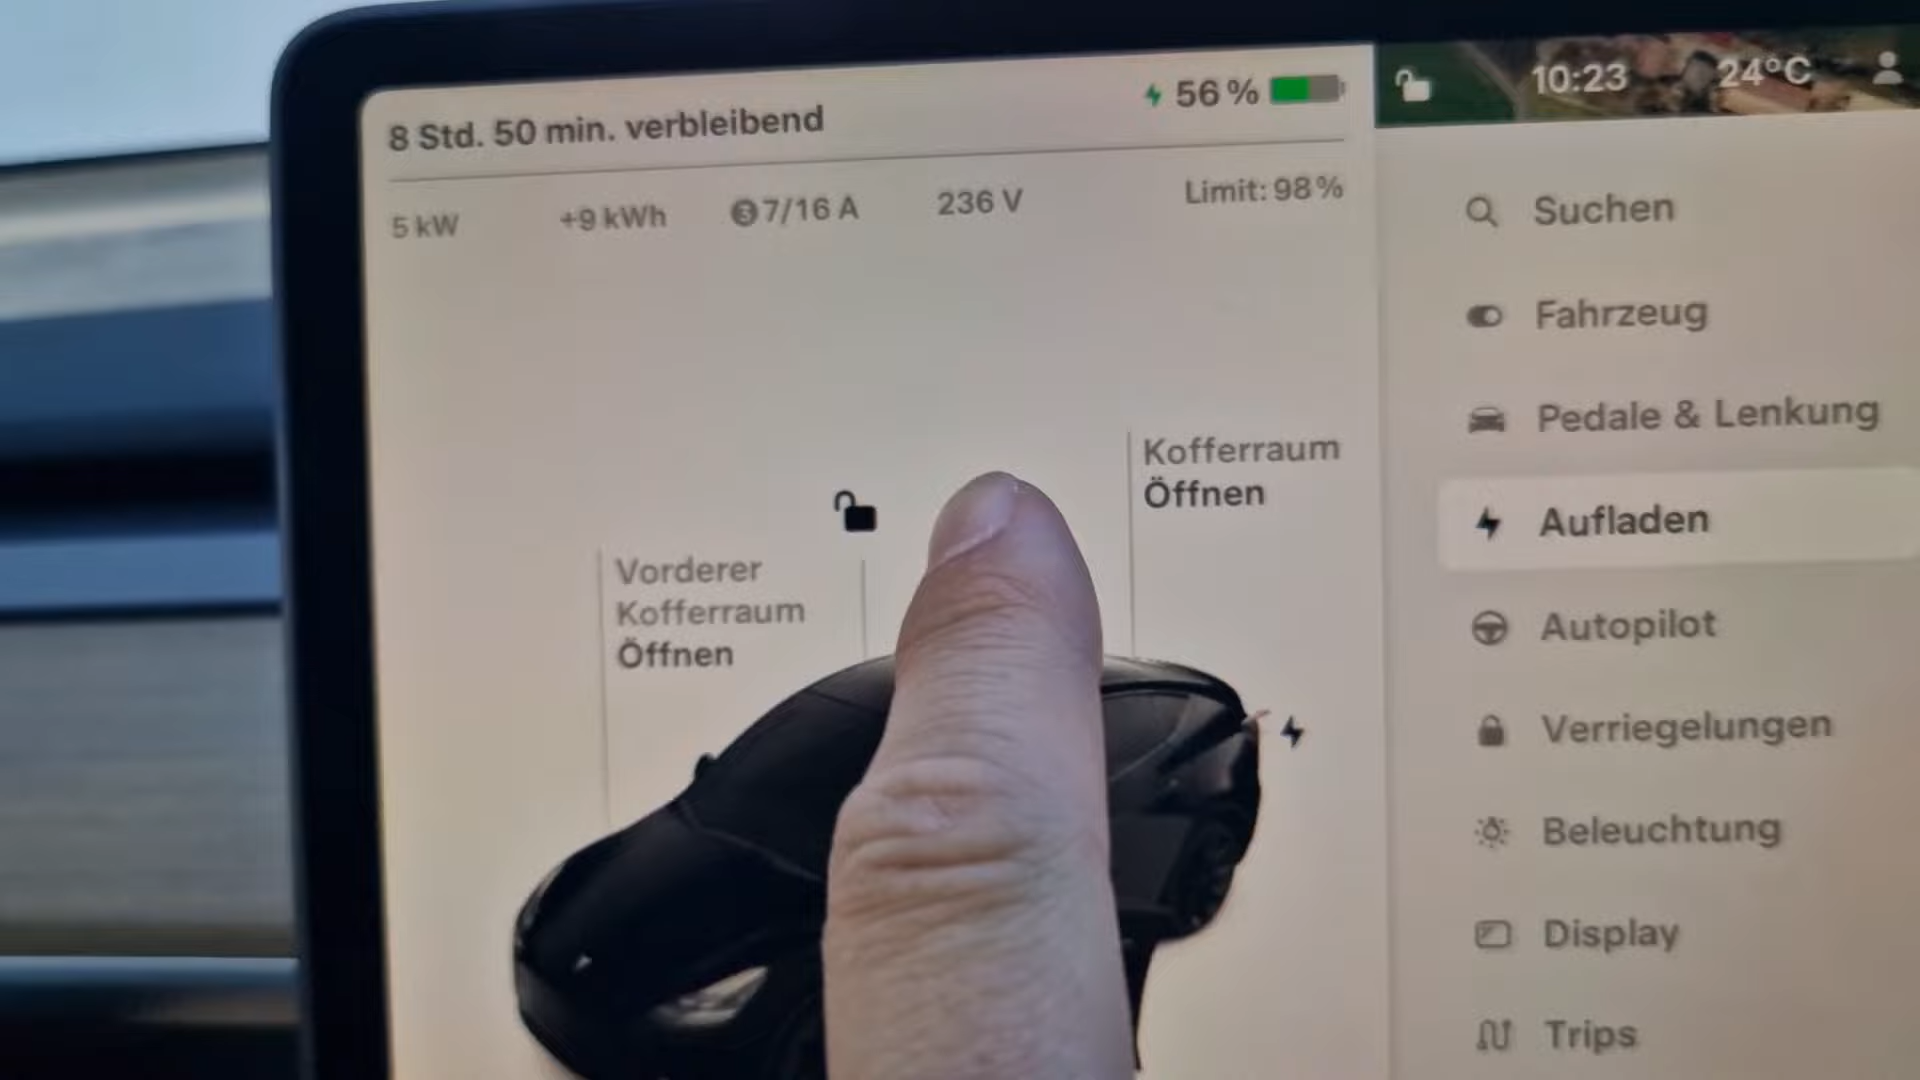 8 Std. 50 min. verbleibend
56 %
5 kW
+9 kWh
3 7/16 A
236 V
Limit: 98 %
Kofferraum
Öffnen
Vorderer
Kofferraum
Öffnen
10:23
24°C
Suchen
Fahrzeug
Pedale & Lenkung
Aufladen
Autopilot
Verriegelungen
Beleuchtung
Display
Trips